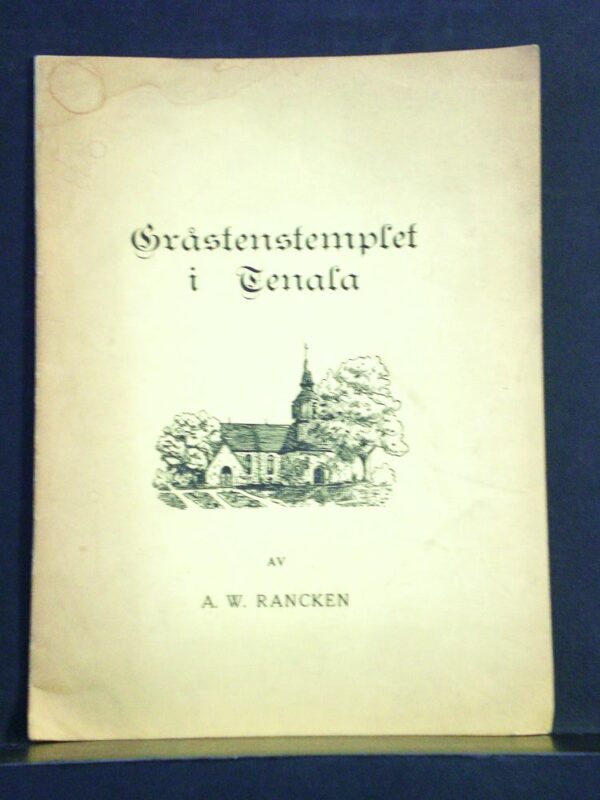 Gråstenstemplet
i Tenala
AV
A. W. RANCKEN